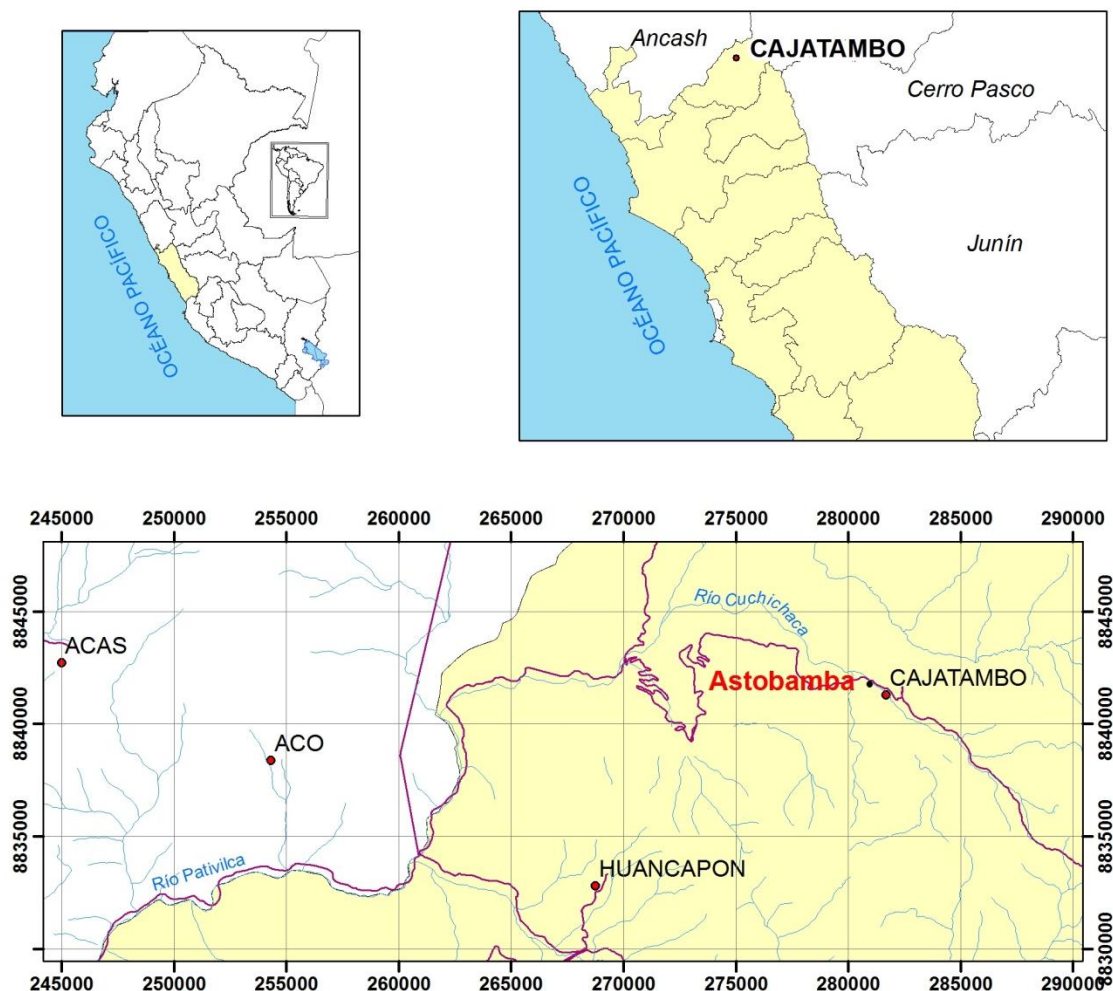 OCÉANO PACÍFICO
Ancash
CAJATAMBO
Cerro Pasco
Junín
OCÉANO PACÍFICO
245000 250000 255000 260000 265000 270000 275000 280000 285000 290000
8845000
8845000
Río Cuchichaca
ACAS
Astobamba
CAJATAMBO
8840000
8840000
ACO
8835000
8835000
HUANCAPON
Río Pativilca
8830000
8830000
245000 250000 255000 260000 265000 270000 275000 280000 285000 290000